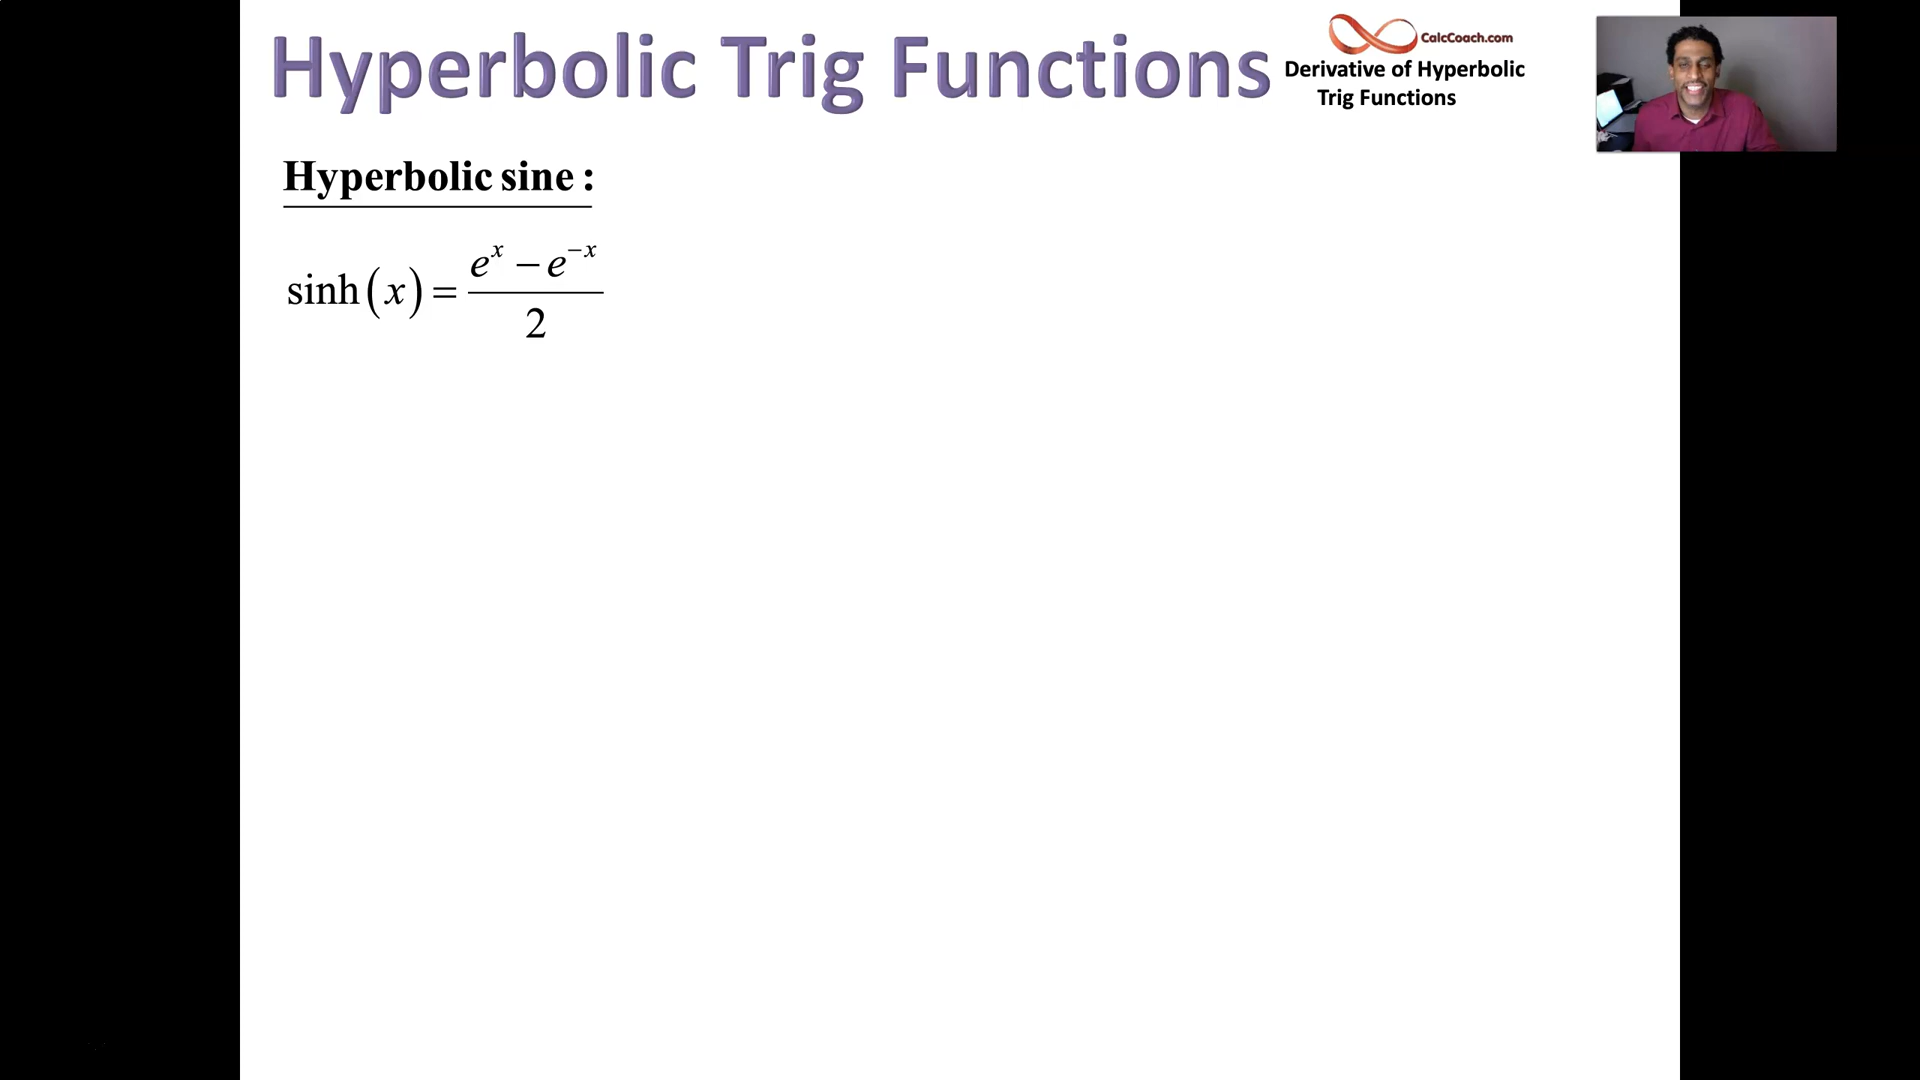 Hyperbolic Trig Functions
CalcCoach.com
Derivative of Hyperbolic
Trig Functions
Hyperbolic sine :
sinh(x) = (e^x − e^−x)/2